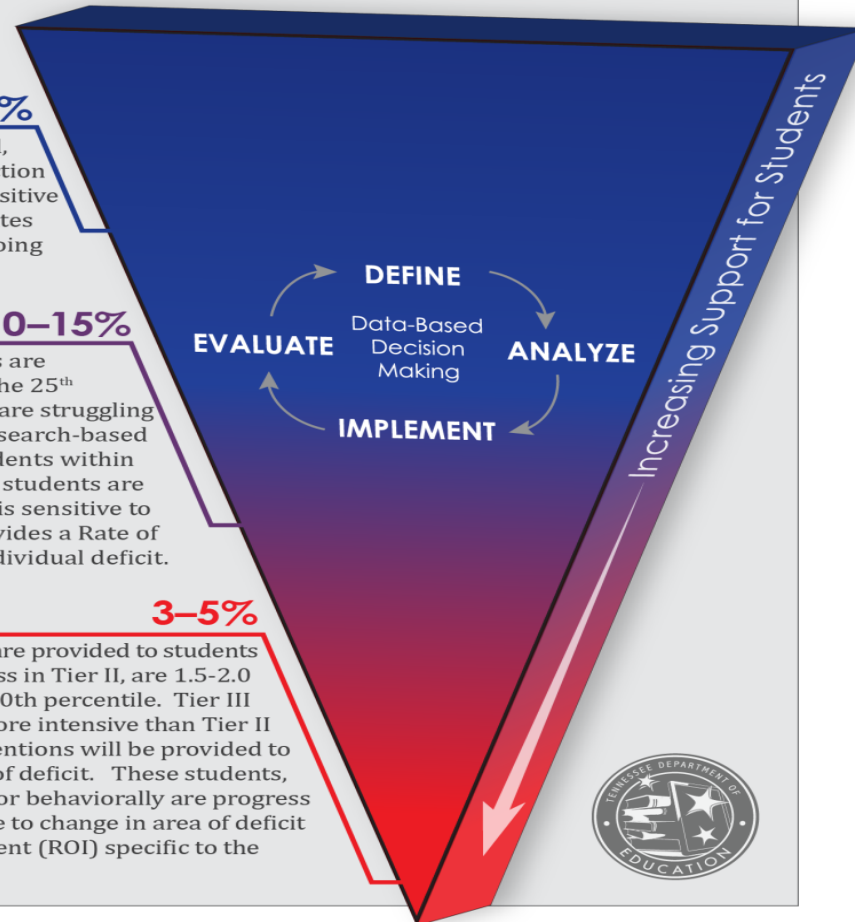 %
,
tion
sitive
tes
ping
0–15%
s are
he 25th
are struggling
search-based
dents within
students are
is sensitive to
vides a Rate of
dividual deficit.
3–5%
are provided to students
ss in Tier II, are 1.5-2.0
0th percentile. Tier III
ore intensive than Tier II
entions will be provided to
of deficit. These students,
or behaviorally are progress
e to change in area of deficit
ent (ROI) specific to the
DEFINE
EVALUATE
Data-Based
Decision
Making
ANALYZE
IMPLEMENT
Increasing Support for Students
TENNESSEE DEPARTMENT OF
EDUCATION